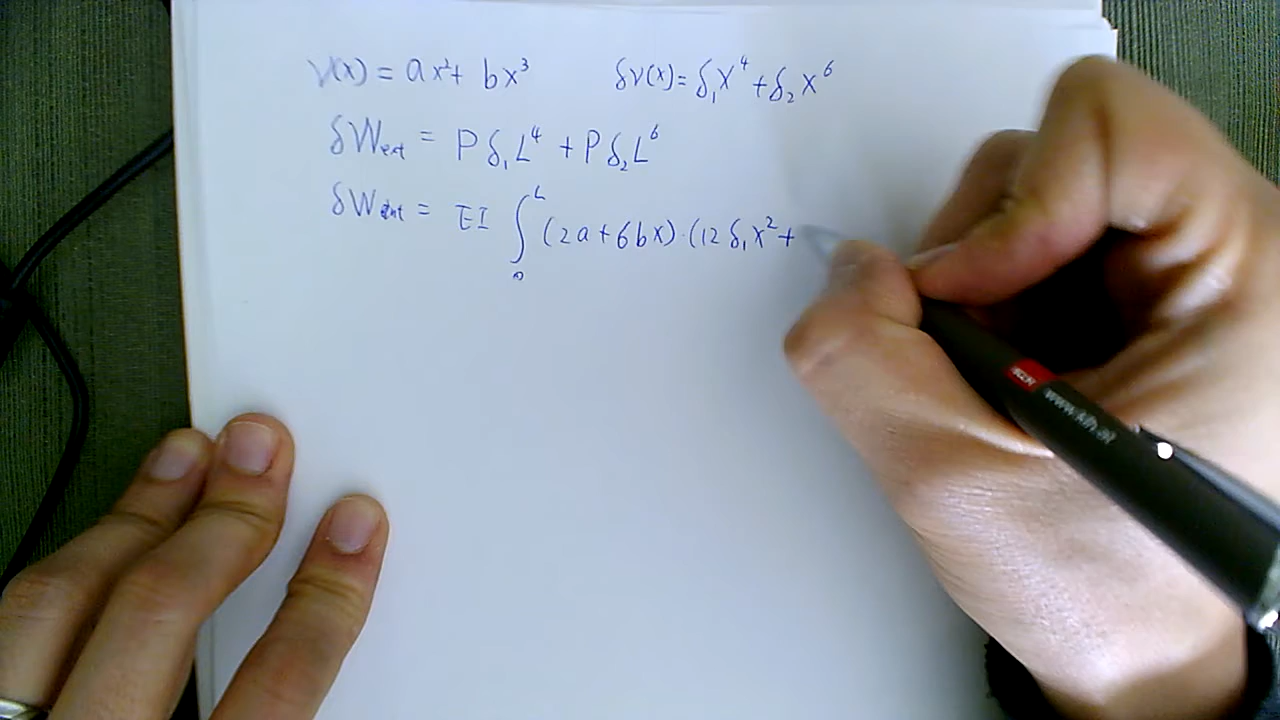 v(x) = ax² + bx³    δv(x) = δ₁x⁴ + δ₂x⁶
δW_ext = Pδ₁L⁴ + Pδ₂L⁶
δW_int = EI ∫₀ᴸ (2a+6bx)·(12δ₁x²+